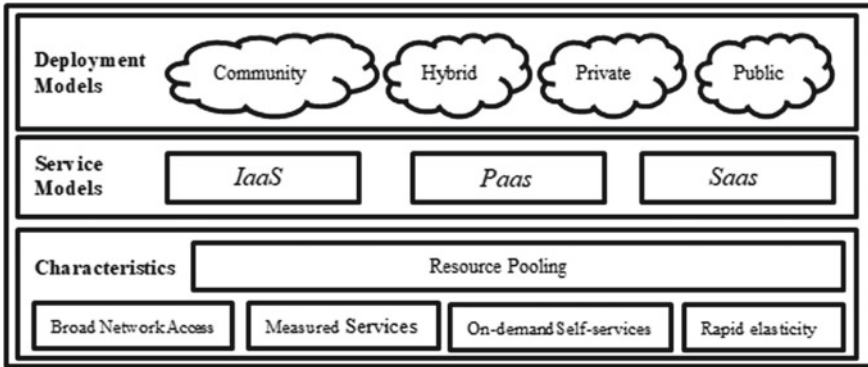 Deployment
Models
Community
Hybrid
Private
Public
Service
Models
IaaS
Paas
Saas
Characteristics
Resource Pooling
Broad Network Access
Measured Services
On-demand Self-services
Rapid elasticity